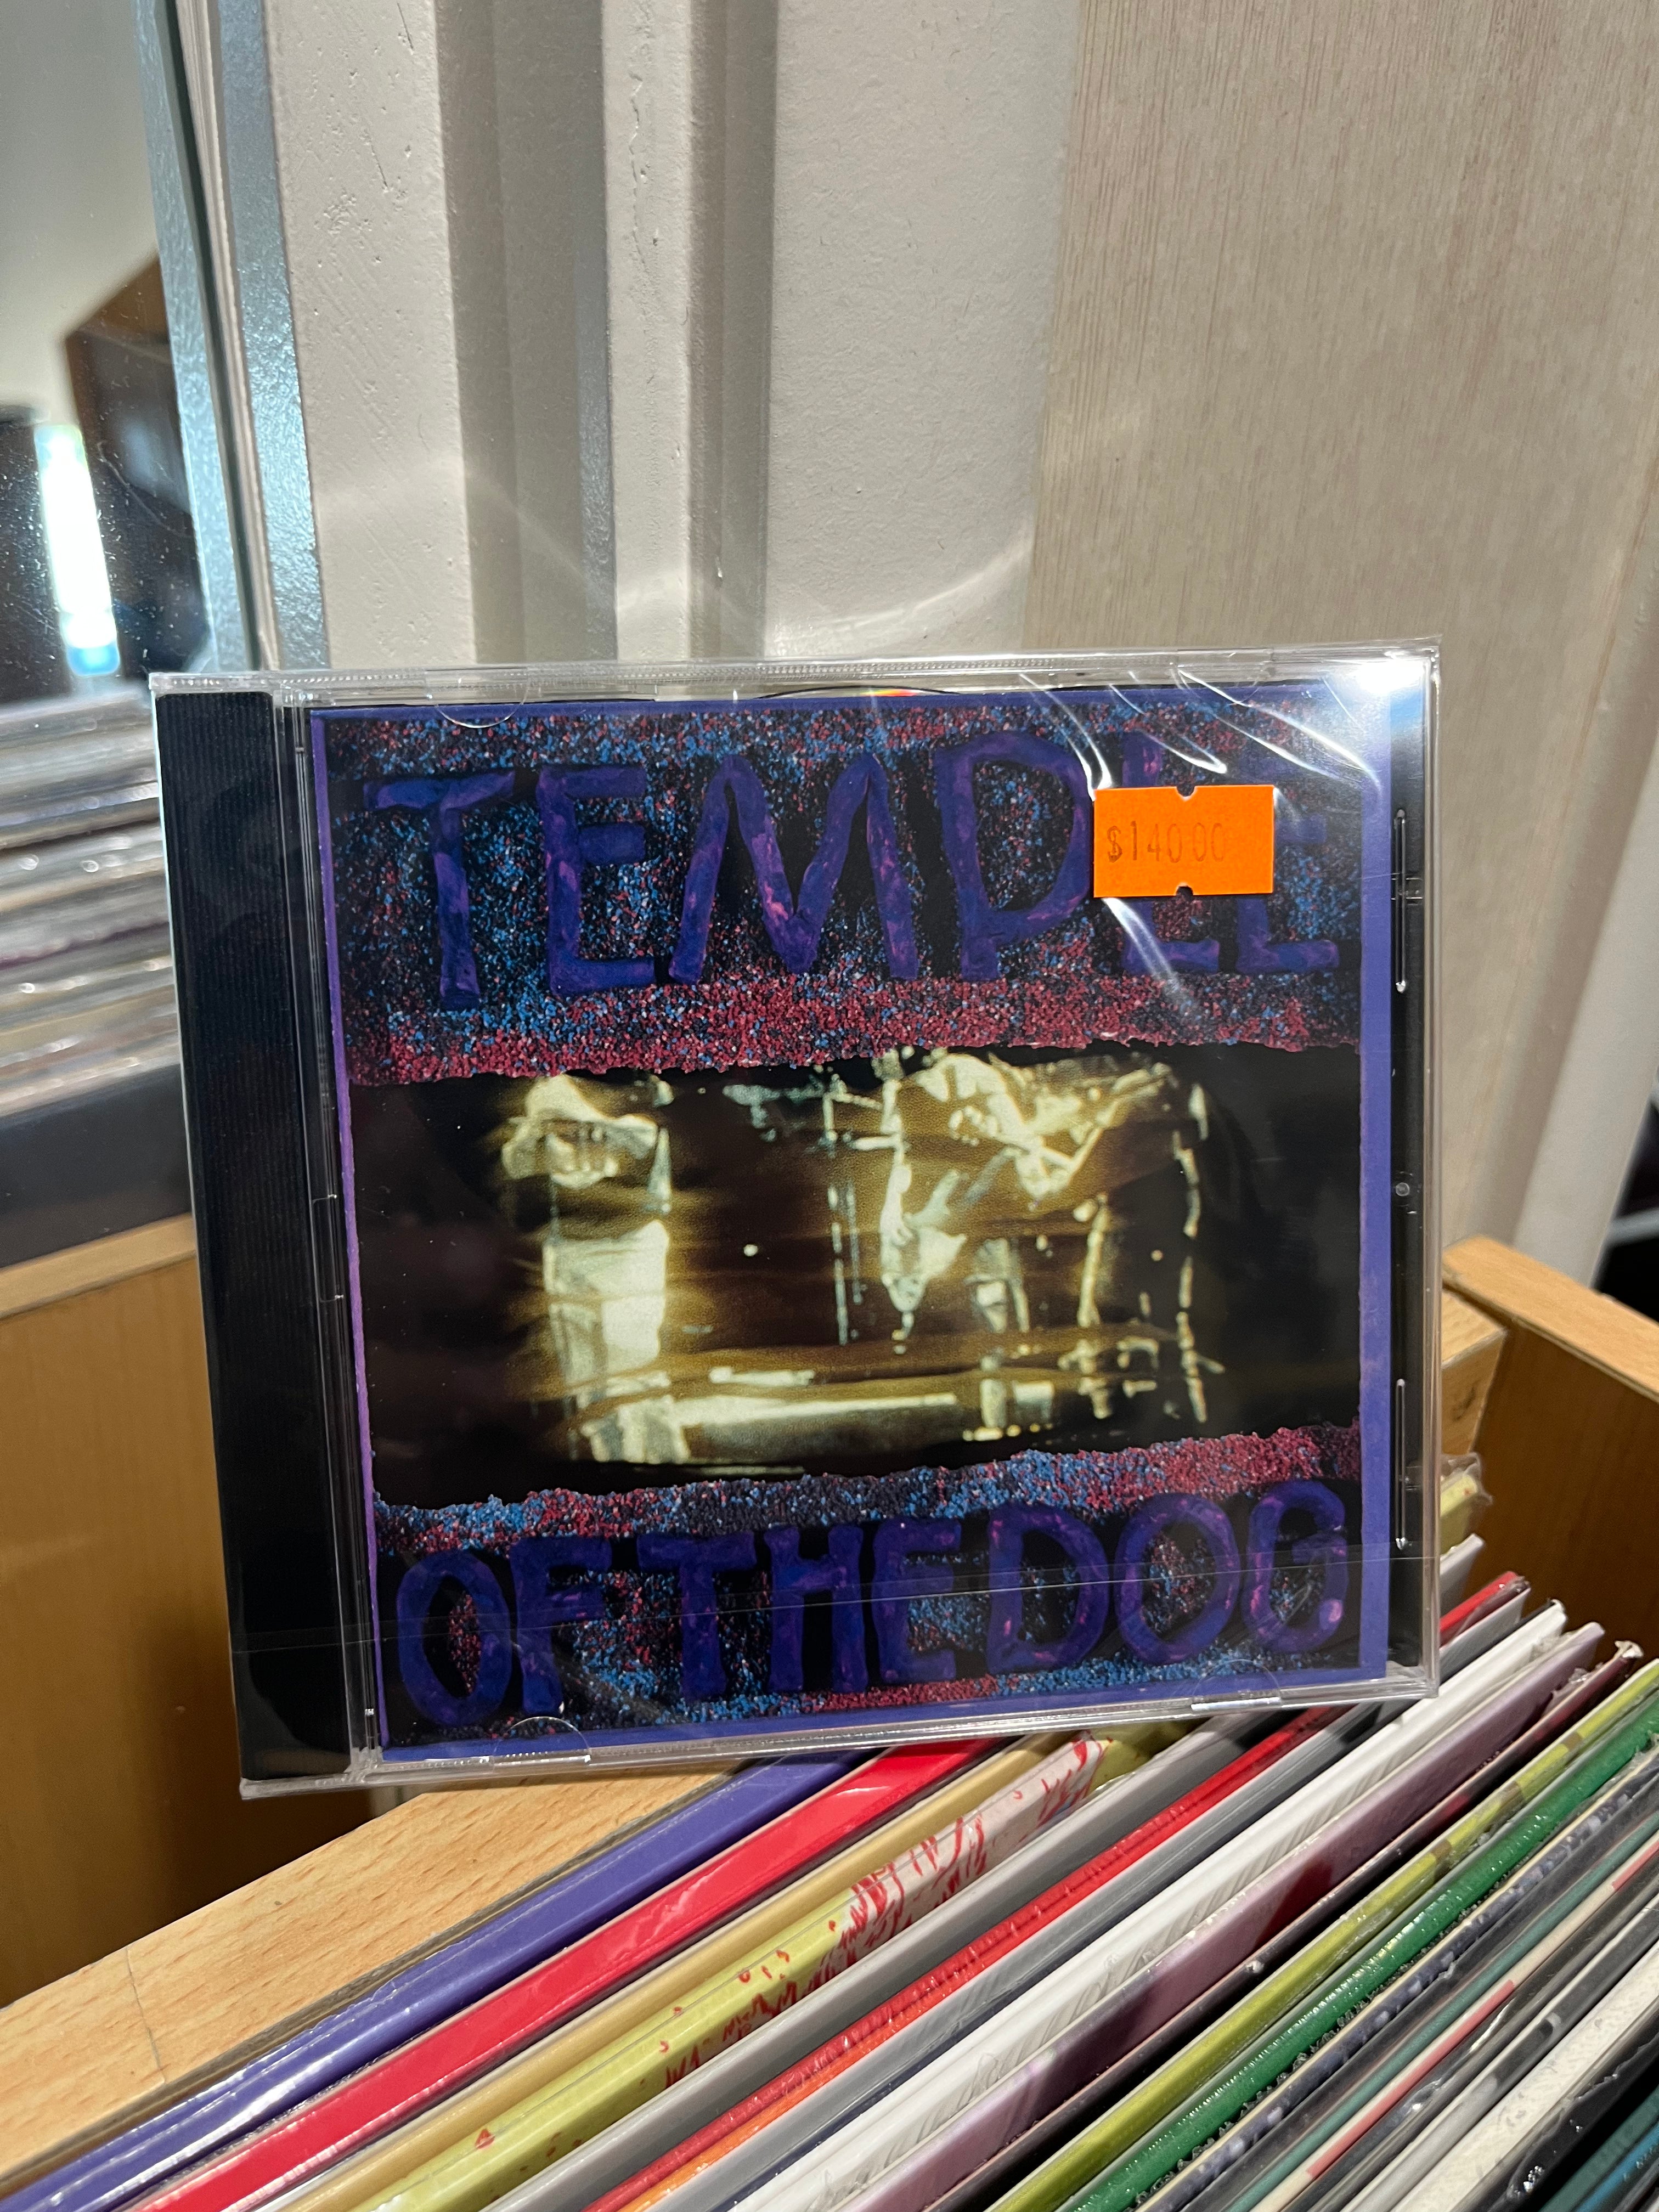 TEMPLE
$140.00
OF THE DOG